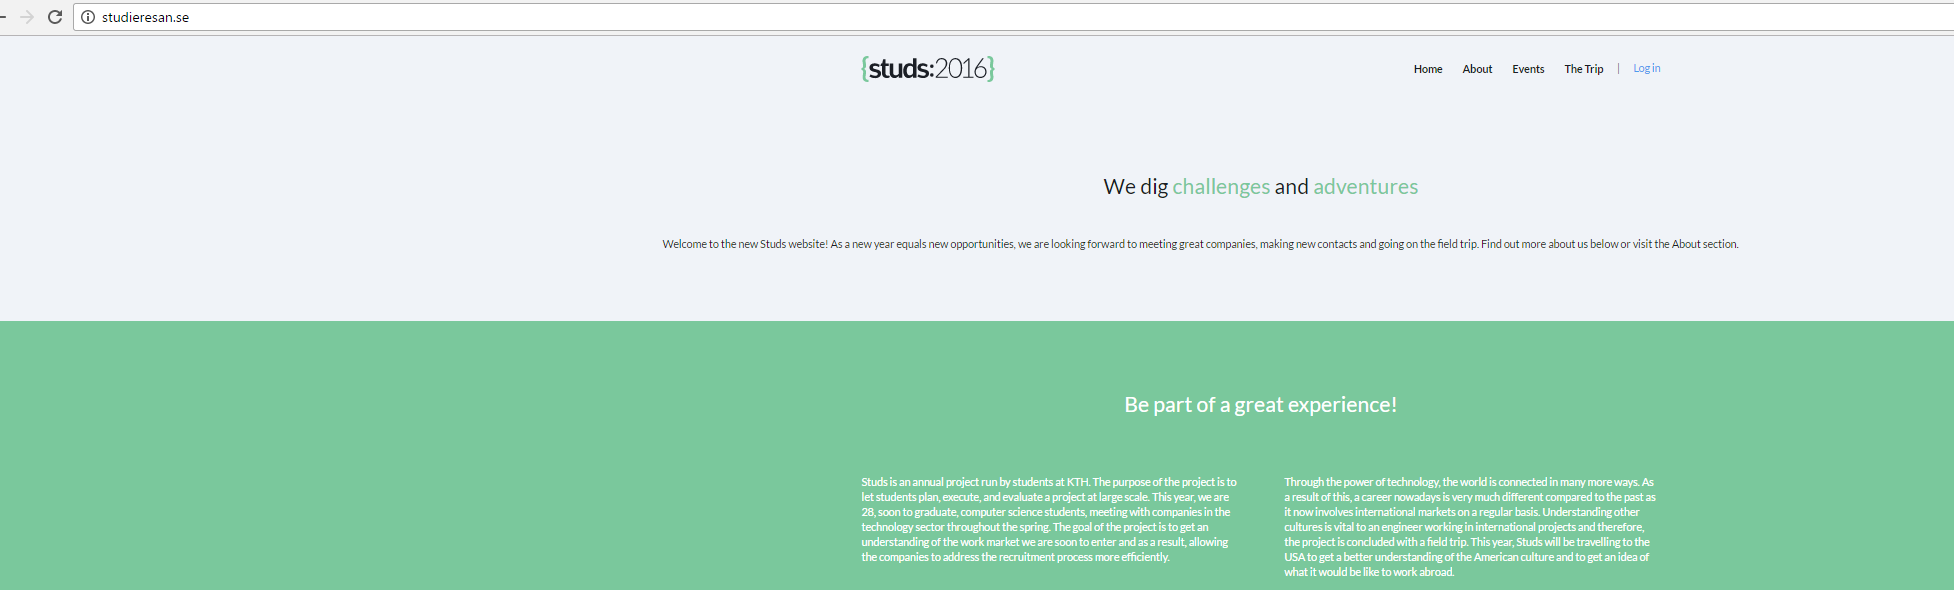 studieresan.se
{studs:2016}
Home About Events The Trip | Log in
We dig challenges and adventures
Welcome to the new Studs website! As a new year equals new opportunities, we are looking forward to meeting great companies, making new contacts and going on the field trip. Find out more about us below or visit the About section.
Be part of a great experience!
Studs is an annual project run by students at KTH. The purpose of the project is to
let students plan, execute, and evaluate a project at large scale. This year, we are
28, soon to graduate, computer science students, meeting with companies in the
technology sector throughout the spring. The goal of the project is to get an
understanding of the work market we are soon to enter and as a result, allowing
the companies to address the recruitment process more efficiently.
Through the power of technology, the world is connected in many more ways. As
a result of this, a career nowadays is very much different compared to the past as
it now involves international markets on a regular basis. Understanding other
cultures is vital to an engineer working in international projects and therefore,
the project is concluded with a field trip. This year, Studs will be travelling to the
USA to get a better understanding of the American culture and to get an idea of
what it would be like to work abroad.